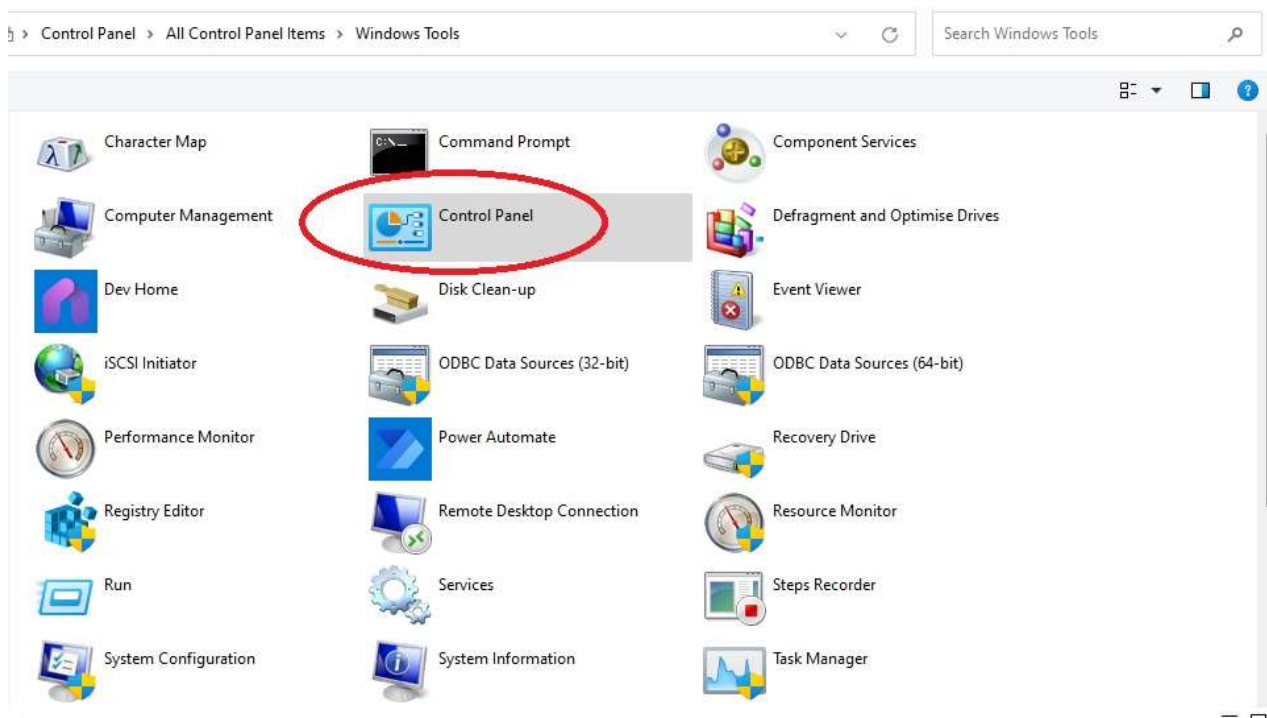 Control Panel > All Control Panel Items > Windows Tools
Search Windows Tools
Character Map
Command Prompt
Component Services
Computer Management
Control Panel
Defragment and Optimise Drives
Dev Home
Disk Clean-up
Event Viewer
iSCSI Initiator
ODBC Data Sources (32-bit)
ODBC Data Sources (64-bit)
Performance Monitor
Power Automate
Recovery Drive
Registry Editor
Remote Desktop Connection
Resource Monitor
Run
Services
Steps Recorder
System Configuration
System Information
Task Manager